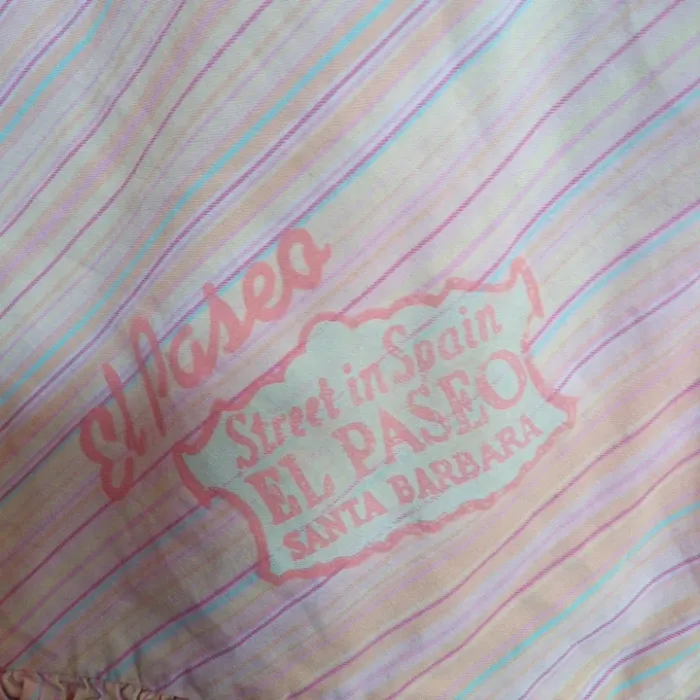 El Paseo
Street in Spain
EL PASEO
SANTA BARBARA